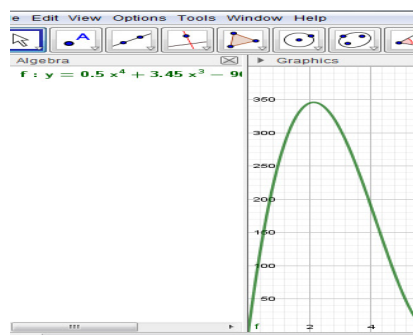 Edit View Options Tools Window Help
A
Algebra
Graphics
f : y = 0.5 x⁴ + 3.45 x³ −
350
300
250
200
150
100
50
f 2 4